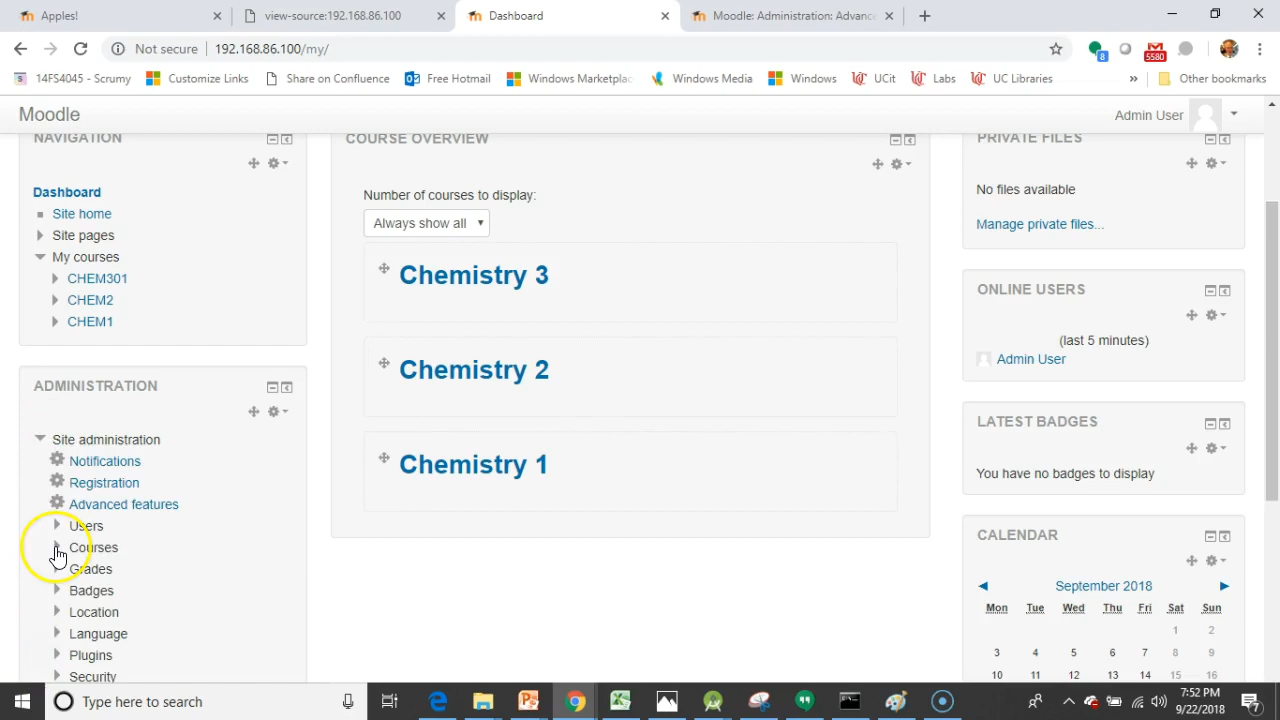 Apples!
view-source:192.168.86.100
Dashboard
Moodle: Administration: Advanc
Not secure
192.168.86.100/my/
8
5580
14FS4045 - Scrumy
Customize Links
Share on Confluence
Free Hotmail
Windows Marketplac
Windows Media
Windows
UCit
Labs
UC Libraries
»
Other bookmarks
Moodle
Admin User
NAVIGATION
Dashboard
Site home
Site pages
My courses
CHEM301
CHEM2
CHEM1
ADMINISTRATION
Site administration
Notifications
Registration
Advanced features
Users
Courses
Grades
Badges
Location
Language
Plugins
Security
COURSE OVERVIEW
Number of courses to display:
Always show all
Chemistry 3
Chemistry 2
Chemistry 1
PRIVATE FILES
No files available
Manage private files...
ONLINE USERS
(last 5 minutes)
Admin User
LATEST BADGES
You have no badges to display
CALENDAR
September 2018
Mon Tue Wed Thu Fri Sat Sun
1 2
3 4 5 6 7 8 9
10 11 12 13 14 15 16
Type here to search
7:52 PM
9/22/2018
7